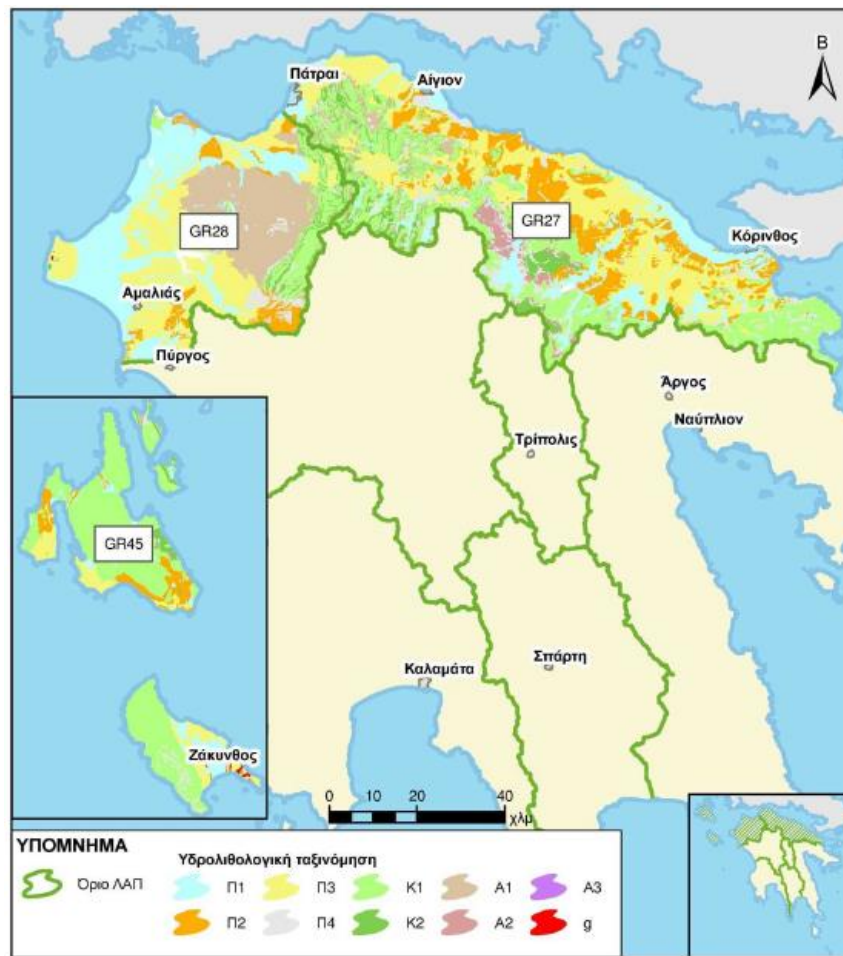 B
Πάτραι
Αίγιον
GR28
GR27
Κόρινθος
Αμαλιάς
Πύργος
Άργος
Ναύπλιον
Τρίπολις
GR45
Σπάρτη
Καλαμάτα
Ζάκυνθος
0 10 20 40
χλμ
ΥΠΟΜΝΗΜΑ
Όριο ΛΑΠ
Υδρολιθολογική ταξινόμηση
Π1 Π3 Κ1 Α1 Α3
Π2 Π4 Κ2 Α2 g